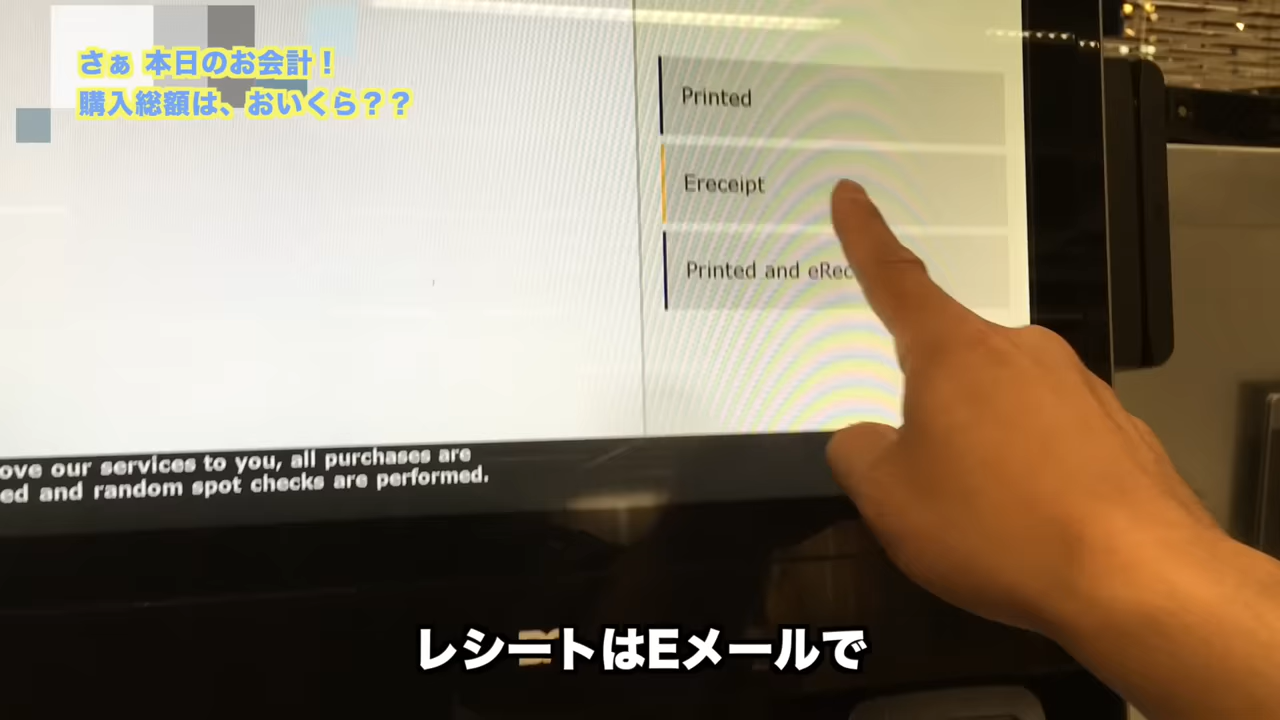 さぁ 本日のお会計！
購入総額は、おいくら？？
Printed
Ereceipt
Printed and eRec
ove our services to you, all purchases are
ed and random spot checks are performed.
レシートはEメールで